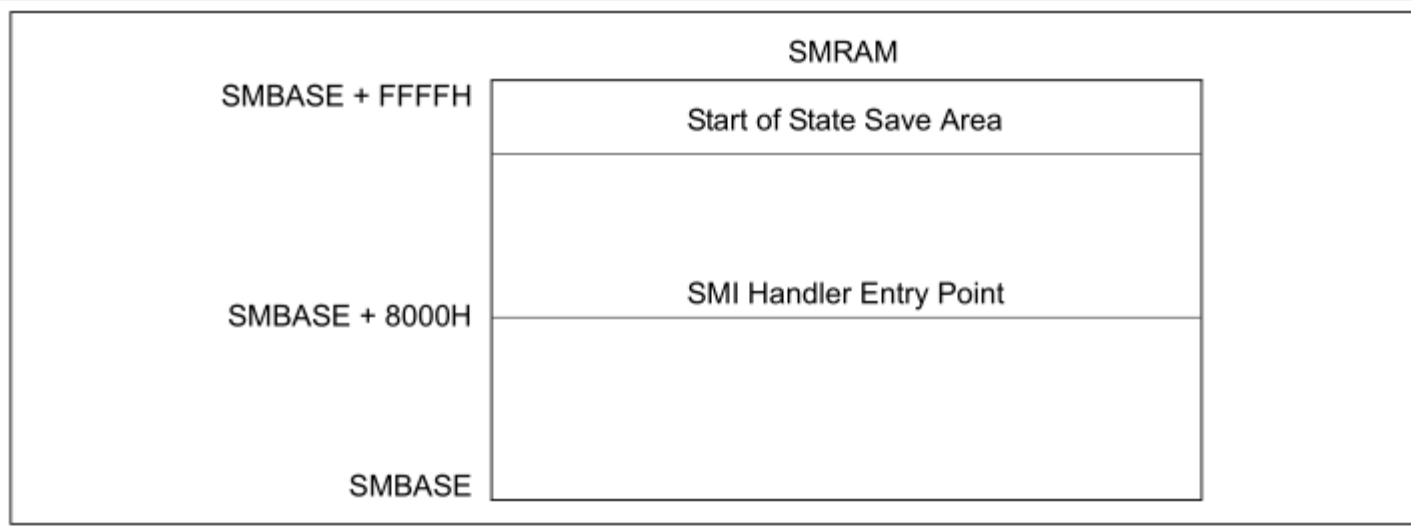 SMRAM
SMBASE + FFFFH
Start of State Save Area
SMI Handler Entry Point
SMBASE + 8000H
SMBASE